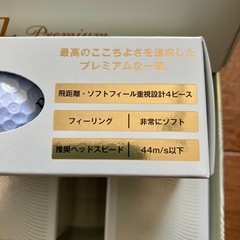 Premium
最高のここちよさを追求した
プレミアムな一球。
飛距離・ソフトフィール重視設計4ピース
フィーリング 非常にソフト
推奨ヘッドスピード 44m/s以下